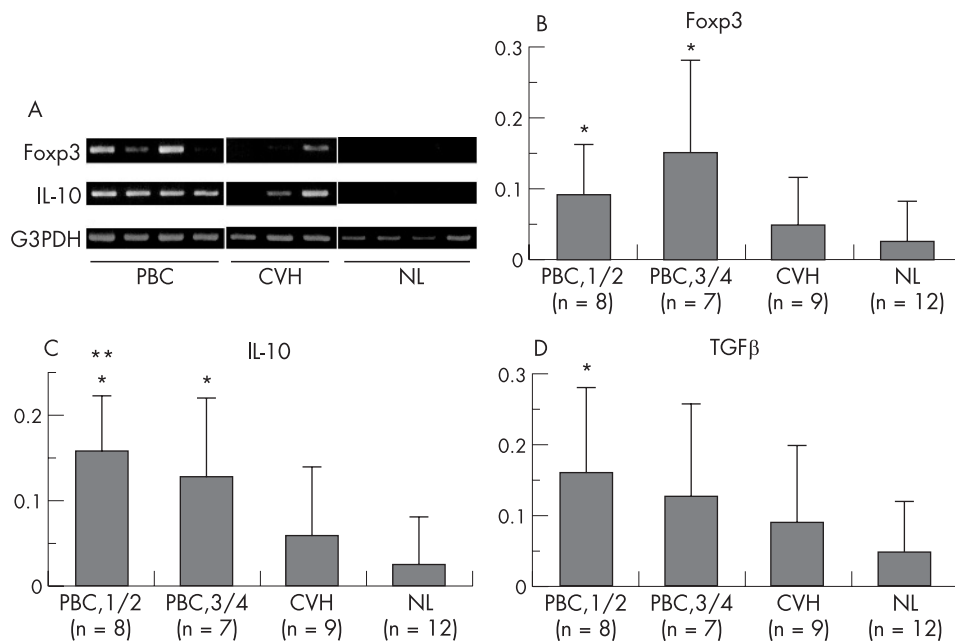 A
Foxp3
IL-10
G3PDH
PBC CVH NL
B Foxp3
0.3
* *
0.2
0.1
0
PBC,1/2 PBC,3/4 CVH NL
(n = 8) (n = 7) (n = 9) (n = 12)
C IL-10
**
* *
0.2
0.1
0
PBC,1/2 PBC,3/4 CVH NL
(n = 8) (n = 7) (n = 9) (n = 12)
D TGFβ
*
0.3
0.2
0.1
0
PBC,1/2 PBC,3/4 CVH NL
(n = 8) (n = 7) (n = 9) (n = 12)